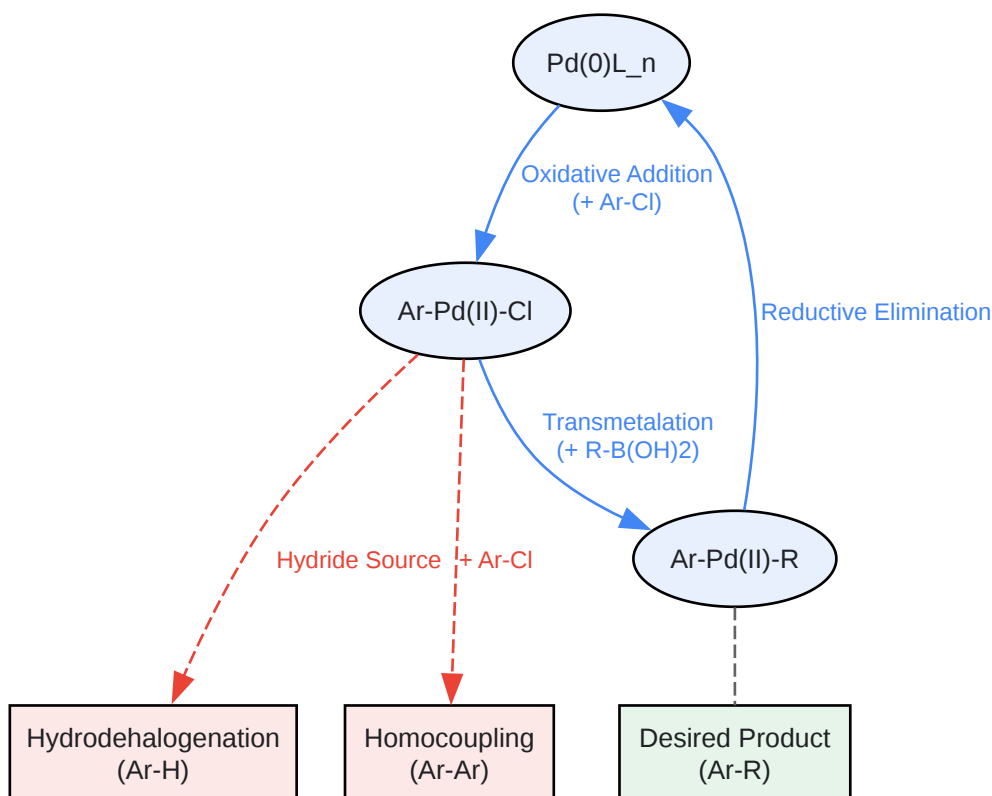 Pd(0)L_n
Oxidative Addition
(+ Ar-Cl)
Ar-Pd(II)-Cl
Reductive Elimination
Transmetalation
(+ R-B(OH)2)
Hydride Source
+ Ar-Cl
Ar-Pd(II)-R
Hydrodehalogenation
(Ar-H)
Homocoupling
(Ar-Ar)
Desired Product
(Ar-R)